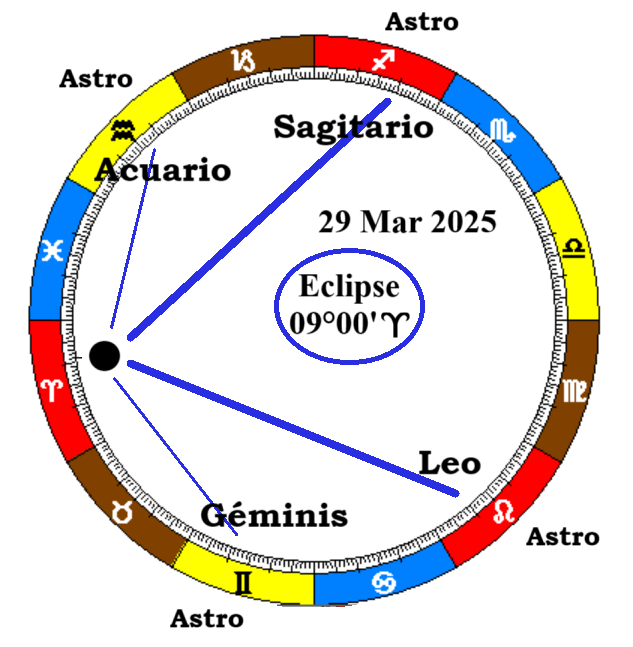 Astro
Astro
♑ ♐
♒ ♏
Sagitario
Acuario
29 Mar 2025
♓ ♎
Eclipse
09°00'♈
♈ ♍
Leo
♉ ♌
Géminis
Astro
♊ ♋
Astro